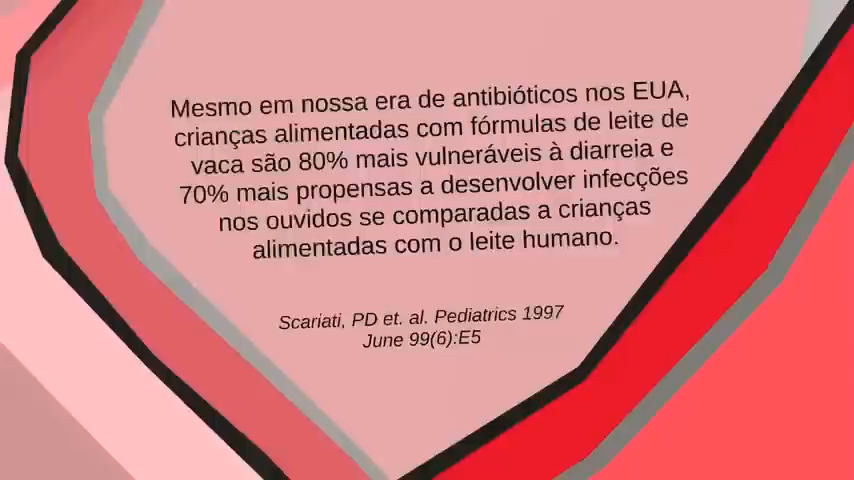 Mesmo em nossa era de antibióticos nos EUA,
crianças alimentadas com fórmulas de leite de
vaca são 80% mais vulneráveis à diarreia e
70% mais propensas a desenvolver infecções
nos ouvidos se comparadas a crianças
alimentadas com o leite humano.
Scariati, PD et. al. Pediatrics 1997
June 99(6):E5